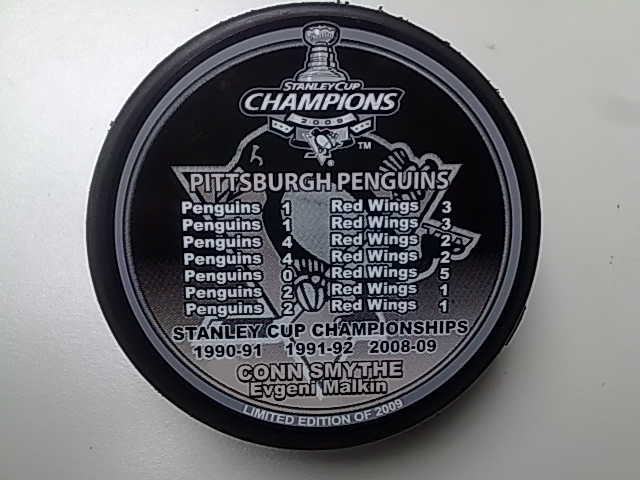 STANLEY CUP
CHAMPIONS
2009
TM
®
PITTSBURGH PENGUINS
Penguins 1 Red Wings 3
Penguins 1 Red Wings 3
Penguins 4 Red Wings 2
Penguins 4 Red Wings 2
Penguins 0 Red Wings 5
Penguins 2 Red Wings 1
Penguins 2 Red Wings 1
STANLEY CUP CHAMPIONSHIPS
1990-91 1991-92 2008-09
CONN SMYTHE
Evgeni Malkin
LIMITED EDITION OF 2009